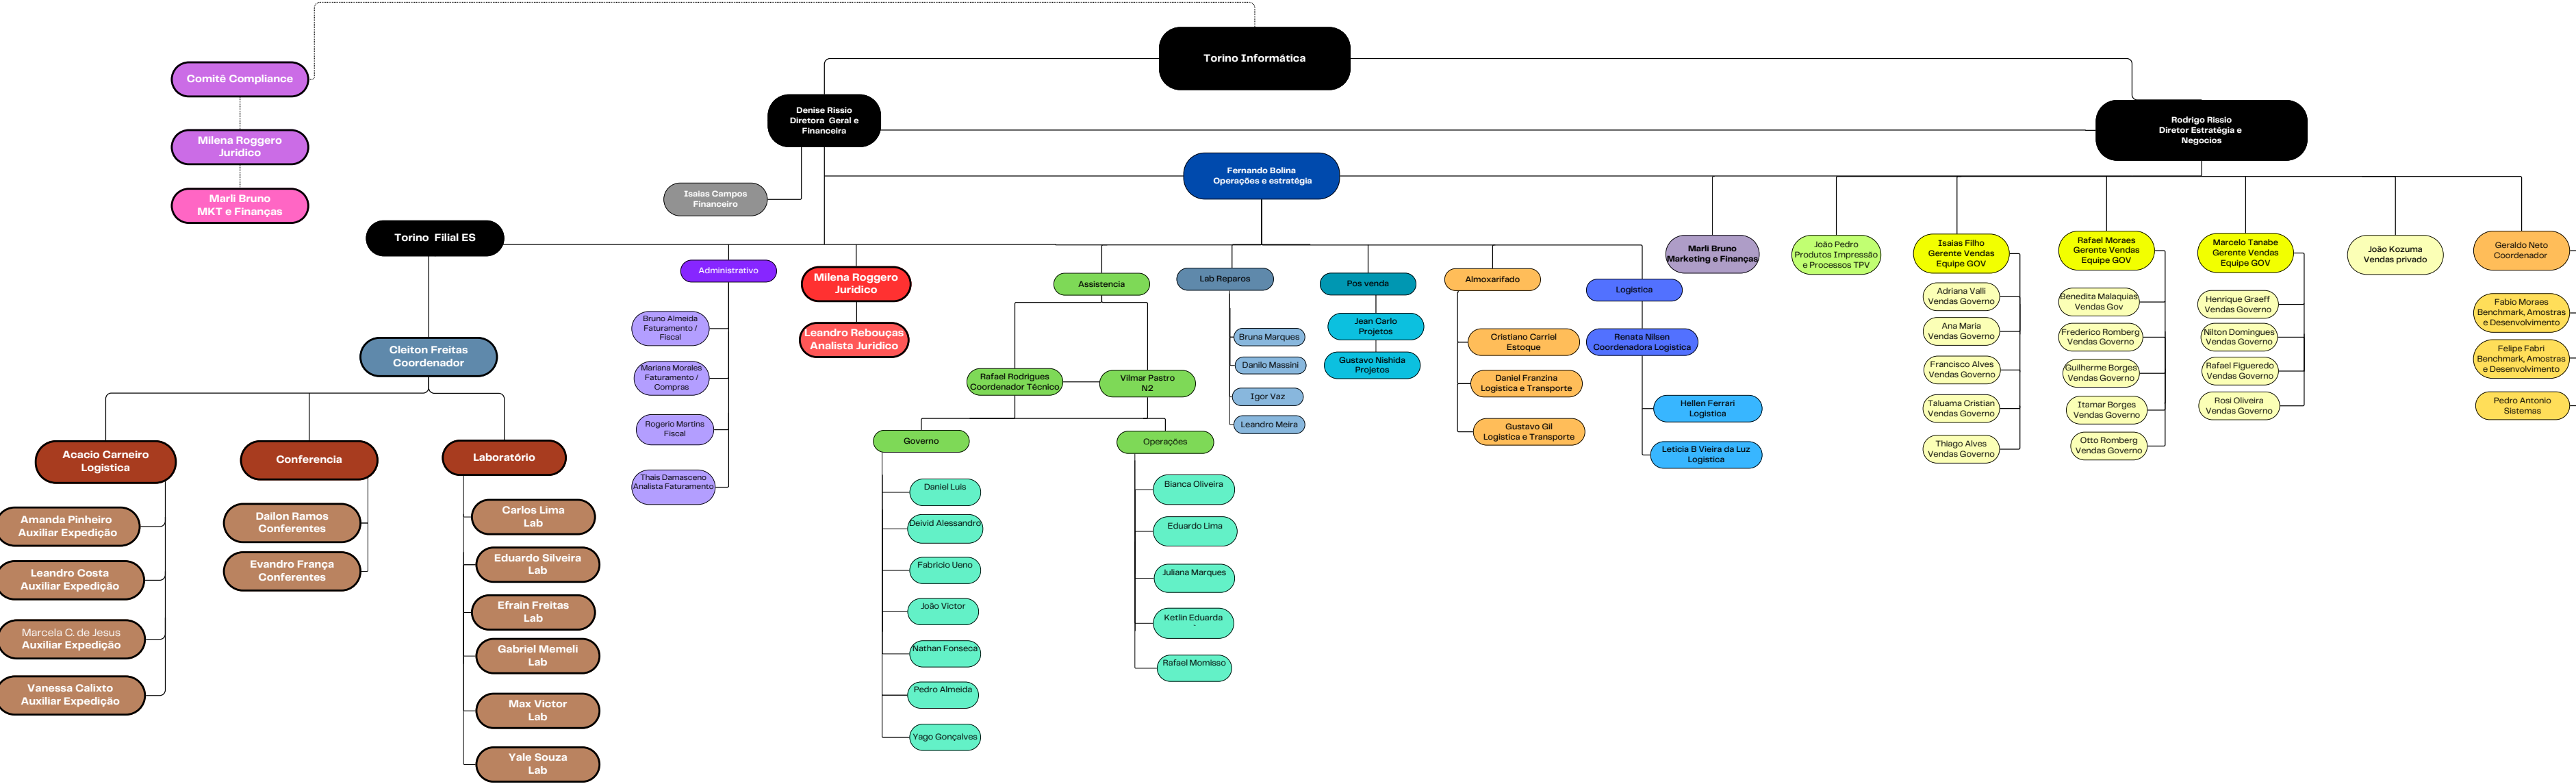 Torino Informática
Comitê Compliance
Milena Roggero
Juridico
Marli Bruno
MKT e Finanças
Denise Rissio
Diretora Geral e
Financeira
Rodrigo Rissio
Diretor Estratégia e
Negocios
Fernando Bolina
Operações e estratégia
Isaías Campos
Financeiro
Torino Filial ES
Cleiton Freitas
Coordenador
Acacio Carneiro
Logistica
Amanda Pinheiro
Auxiliar Expedição
Leandro Costa
Auxiliar Expedição
Marcela C. de Jesus
Auxiliar Expedição
Vanessa Calixto
Auxiliar Expedição
Conferencia
Dailon Ramos
Conferentes
Evandro França
Conferentes
Laboratório
Carlos Lima
Lab
Eduardo Silveira
Lab
Efrain Freitas
Lab
Gabriel Memeli
Lab
Max Victor
Lab
Yale Souza
Lab
Administrativo
Bruno Almeida
Faturamento /
Fiscal
Mariana Morales
Faturamento /
Compras
Rogerio Martins
Fiscal
Thais Damasceno
Analista Faturamento
Milena Roggero
Juridico
Leandro Rebouças
Analista Juridico
Assistencia
Rafael Rodrigues
Coordenador Técnico
Vilmar Pastro
N2
Governo
Daniel Luis
Deivid Alessandro
Fabricio Ueno
João Victor
Nathan Fonseca
Pedro Almeida
Yago Gonçalves
Operações
Bianca Oliveira
Eduardo Lima
Juliana Marques
Ketlin Eduarda
-
Rafael Momisso
Lab Reparos
Bruna Marques
Danilo Massini
Igor Vaz
Leandro Meira
Pos venda
Jean Carlo
Projetos
Gustavo Nishida
Projetos
Almoxarifado
Cristiano Carriel
Estoque
Daniel Franzina
Logistica e Transporte
Gustavo Gil
Logistica e Transporte
Logistica
Renata Nilsen
Coordenadora Logistica
Hellen Ferrari
Logistica
Leticia B Vieira da Luz
Logistica
Marli Bruno
Marketing e Finanças
João Pedro
Produtos Impressão
e Processos TPV
Isaias Filho
Gerente Vendas
Equipe GOV
Adriana Valli
Vendas Governo
Ana Maria
Vendas Governo
Francisco Alves
Vendas Governo
Taluama Cristian
Vendas Governo
Thiago Alves
Vendas Governo
Rafael Moraes
Gerente Vendas
Equipe GOV
Benedita Malaquias
Vendas Gov
Frederico Romberg
Vendas Governo
Guilherme Borges
Vendas Governo
Itamar Borges
Vendas Governo
Otto Romberg
Vendas Governo
Marcelo Tanabe
Gerente Vendas
Equipe GOV
Henrique Graeff
Vendas Governo
Nilton Domingues
Vendas Governo
Rafael Figueredo
Vendas Governo
Rosi Oliveira
Vendas Governo
João Kozuma
Vendas privado
Geraldo Neto
Coordenador
Fabio Moraes
Benchmark, Amostras
e Desenvolvimento
Felipe Fabri
Benchmark, Amostras
e Desenvolvimento
Pedro Antonio
Sistemas